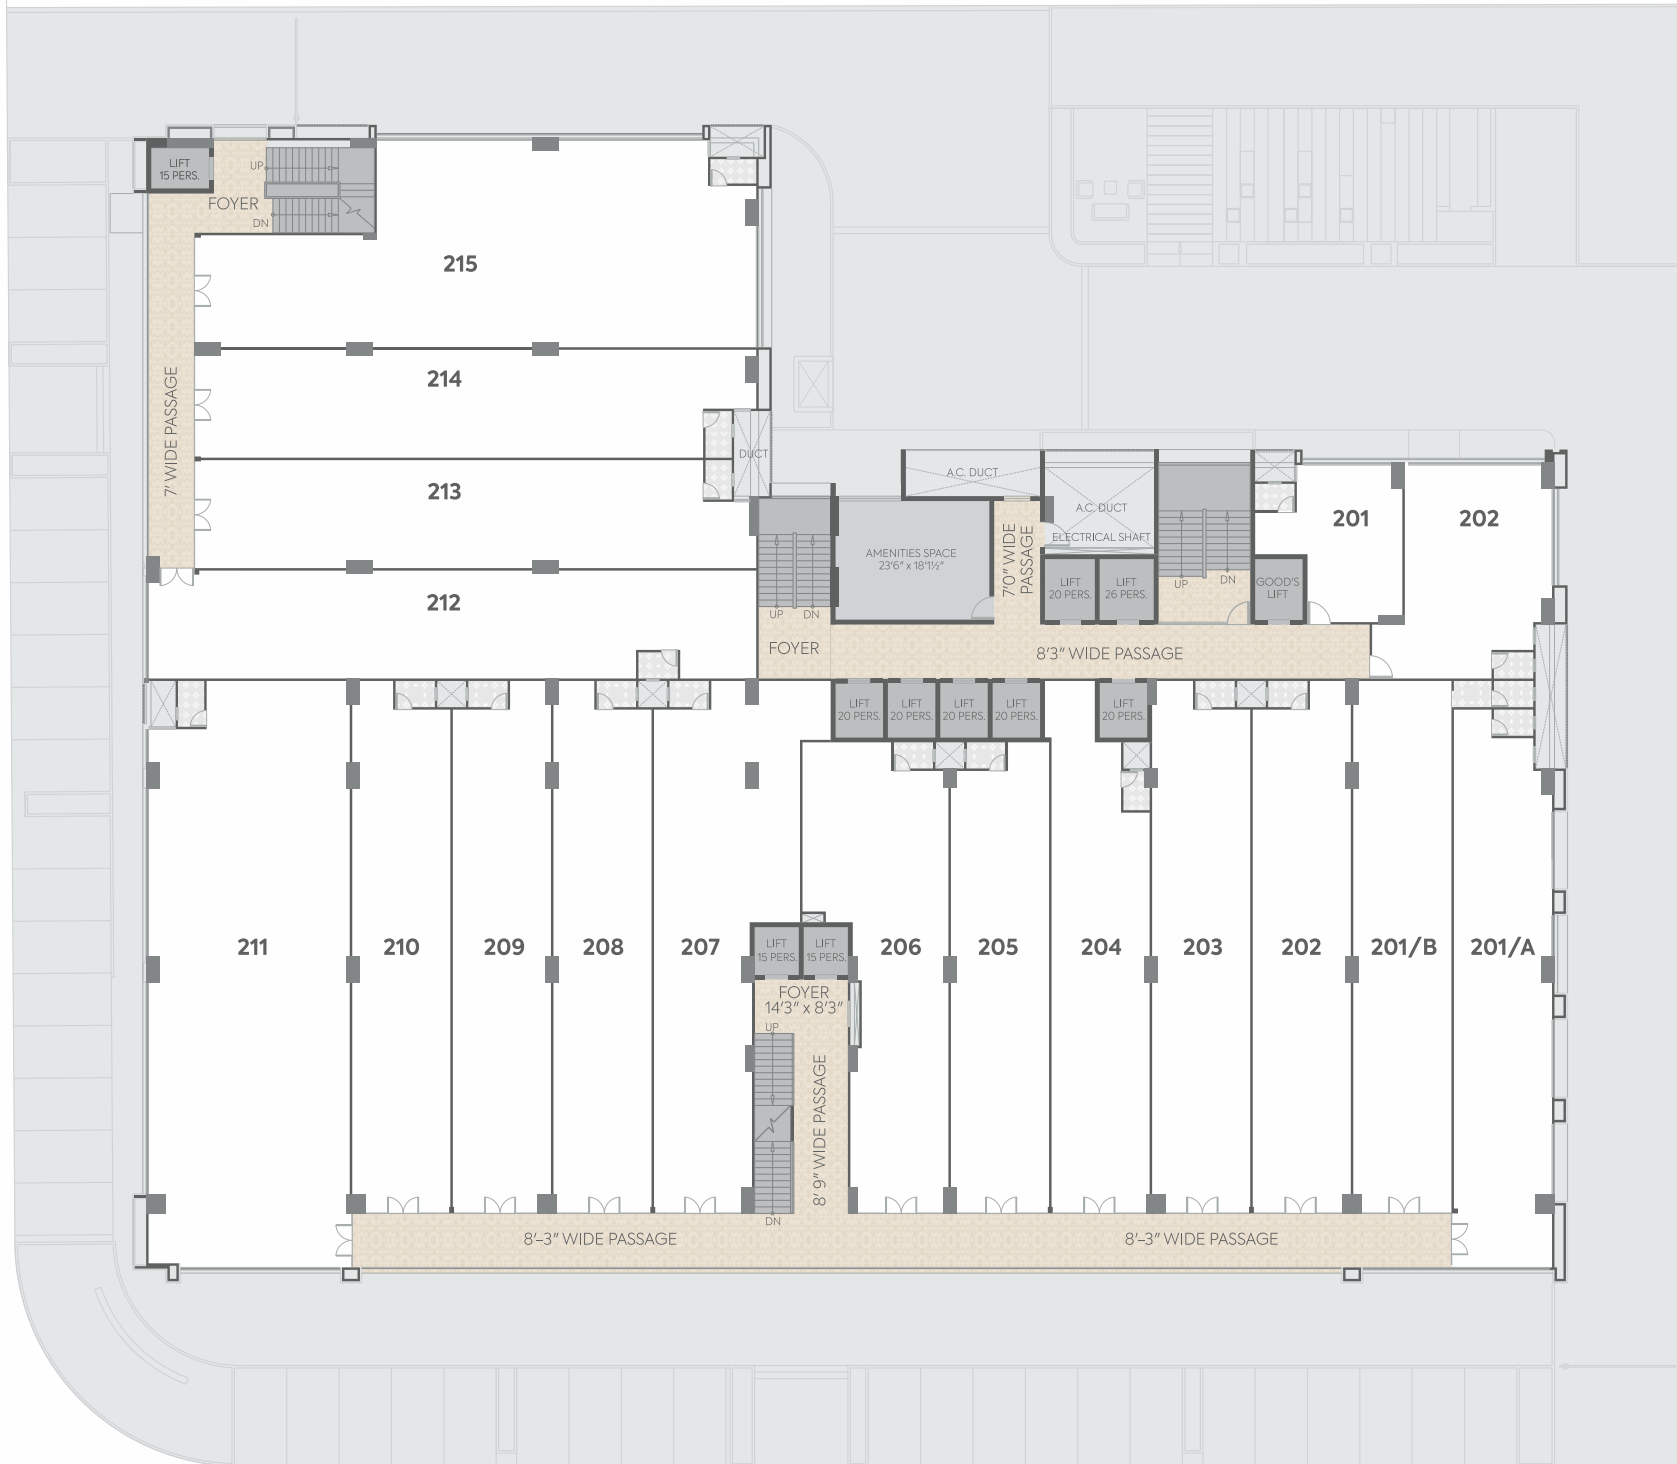 LIFT
15 PERS.
UP
FOYER
DN
215
7' WIDE PASSAGE
214
213
212
DUCT
A.C. DUCT
A.C. DUCT
ELECTRICAL SHAFT
AMENITIES SPACE
23'6" x 18'1½"
7'0" WIDE
PASSAGE
LIFT
20 PERS.
LIFT
26 PERS.
UP
DN
GOOD'S
LIFT
201
202
UP
DN
FOYER
8'3" WIDE PASSAGE
LIFT
20 PERS.
LIFT
20 PERS.
LIFT
20 PERS.
LIFT
20 PERS.
LIFT
20 PERS.
211
210
209
208
207
LIFT
15 PERS.
LIFT
15 PERS.
206
205
204
203
202
201/B
201/A
FOYER
14'3" x 8'3"
UP
8' 9" WIDE PASSAGE
DN
8'–3" WIDE PASSAGE
8'–3" WIDE PASSAGE